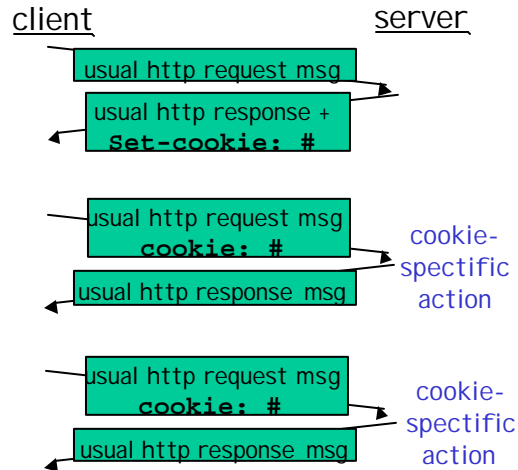 client
server
usual http request msg
usual http response +
Set-cookie: #
usual http request msg
cookie: #
cookie-
spectific
action
usual http response msg
usual http request msg
cookie: #
cookie-
spectific
action
usual http response msg